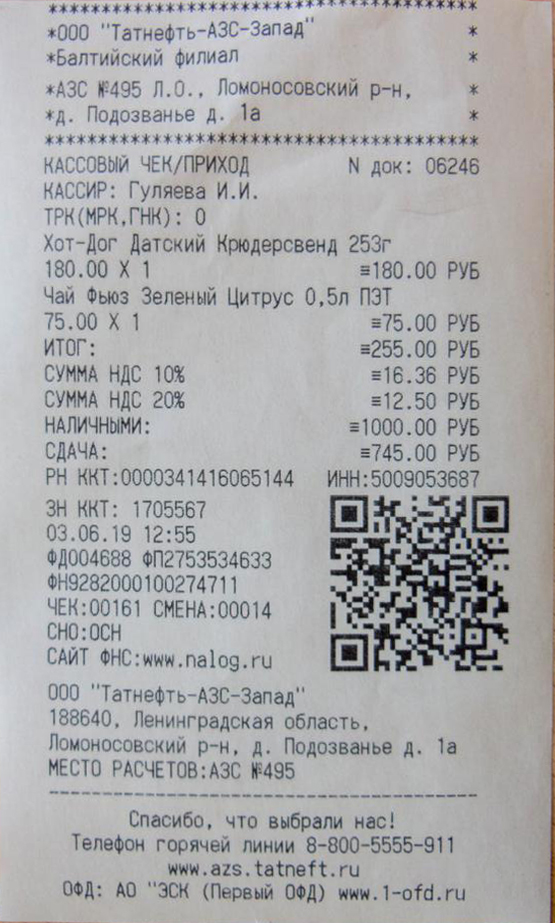 ****************************************
*ООО "Татнефть-АЗС-Запад" *
*Балтийский филиал *
*АЗС №495 Л.О., Ломоносовский р-н, *
*д. Подозванье д. 1а *
****************************************
КАССОВЫЙ ЧЕК/ПРИХОД N док: 06246
КАССИР: Гуляева И.И.
ТРК(МРК,ГНК): 0
Хот-Дог Датский Крюдерсвенд 253г
180.00 X 1 ≡180.00 РУБ
Чай Фьюз Зеленый Цитрус 0,5л ПЭТ
75.00 X 1 ≡75.00 РУБ
ИТОГ: ≡255.00 РУБ
СУММА НДС 10% ≡16.36 РУБ
СУММА НДС 20% ≡12.50 РУБ
НАЛИЧНЫМИ: ≡1000.00 РУБ
СДАЧА: ≡745.00 РУБ
РН ККТ:0000341416065144 ИНН:5009053687
ЗН ККТ: 1705567
03.06.19 12:55
ФД004688 ФП2753534633
ФН9282000100274711
ЧЕК:00161 СМЕНА:00014
СНО:ОСН
САЙТ ФНС:www.nalog.ru
ООО "Татнефть-АЗС-Запад"
188640, Ленинградская область,
Ломоносовский р-н, д. Подозванье д. 1а
МЕСТО РАСЧЕТОВ:АЗС №495
----------------------------------------
Спасибо, что выбрали нас!
Телефон горячей линии 8-800-5555-911
www.azs.tatneft.ru
ОФД: АО "ЭСК (Первый ОФД) www.1-ofd.ru